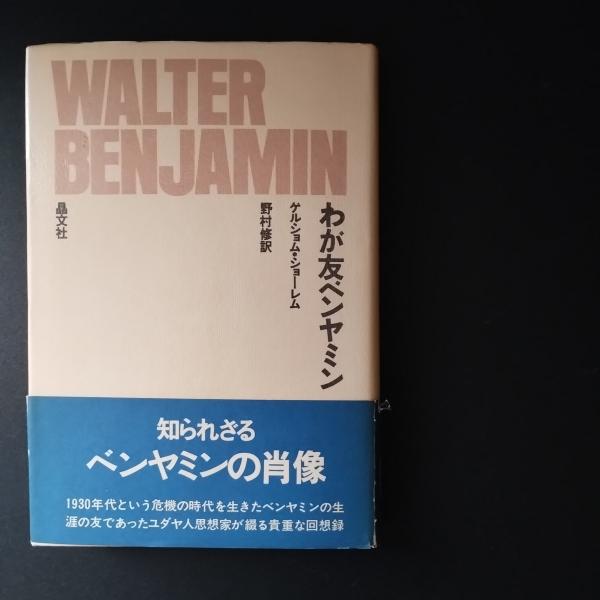 WALTER
BENJAMIN
わが友ベンヤミン
ゲルショム・ショーレム
野村修訳
晶文社
知られざる
ベンヤミンの肖像
1930年代という危機の時代を生きたベンヤミンの生
涯の友であったユダヤ人思想家が綴る貴重な回想録